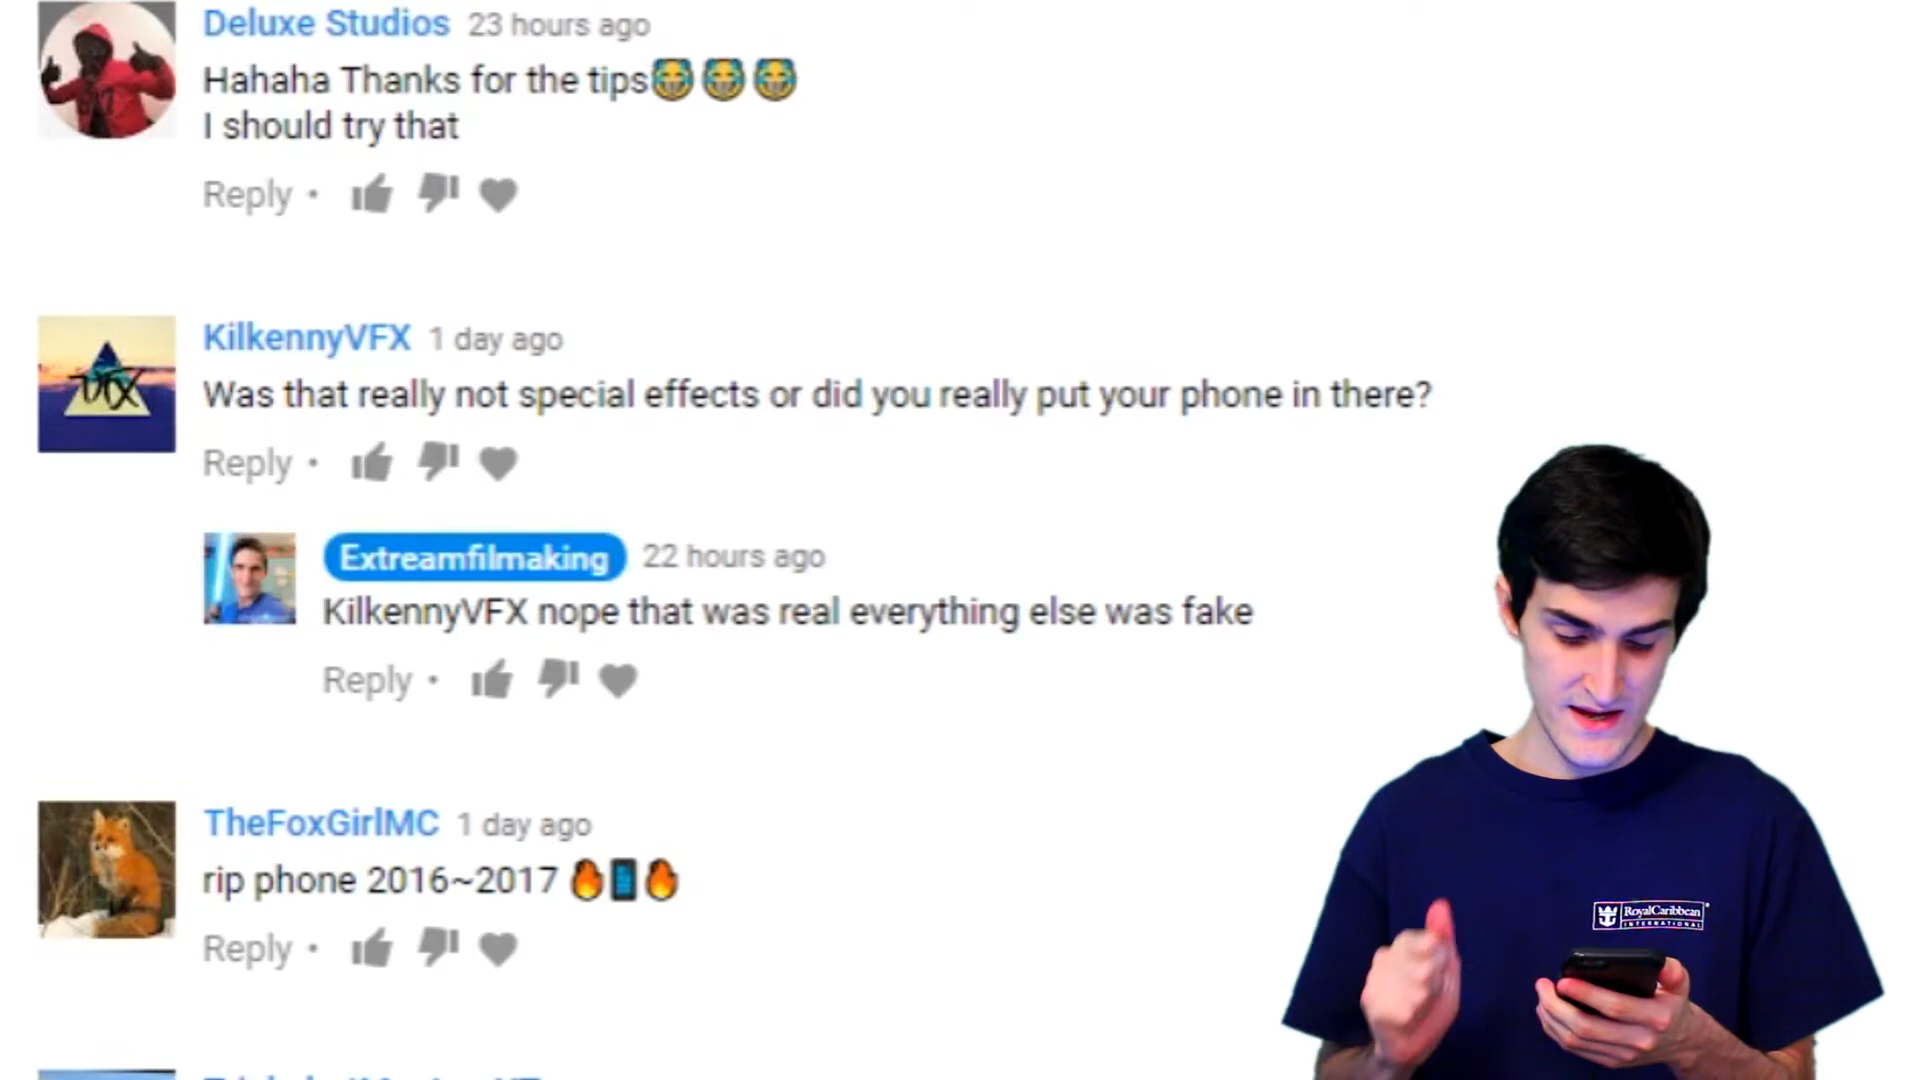 Deluxe Studios 23 hours ago
Hahaha Thanks for the tips😂😂😂
I should try that
Reply •
KilkennyVFX 1 day ago
Was that really not special effects or did you really put your phone in there?
Reply •
VFX
Extreamfilmaking 22 hours ago
KilkennyVFX nope that was real everything else was fake
Reply •
TheFoxGirlMC 1 day ago
rip phone 2016~2017 🔥📱🔥
Reply •
RoyalCaribbean
INTERNATIONAL